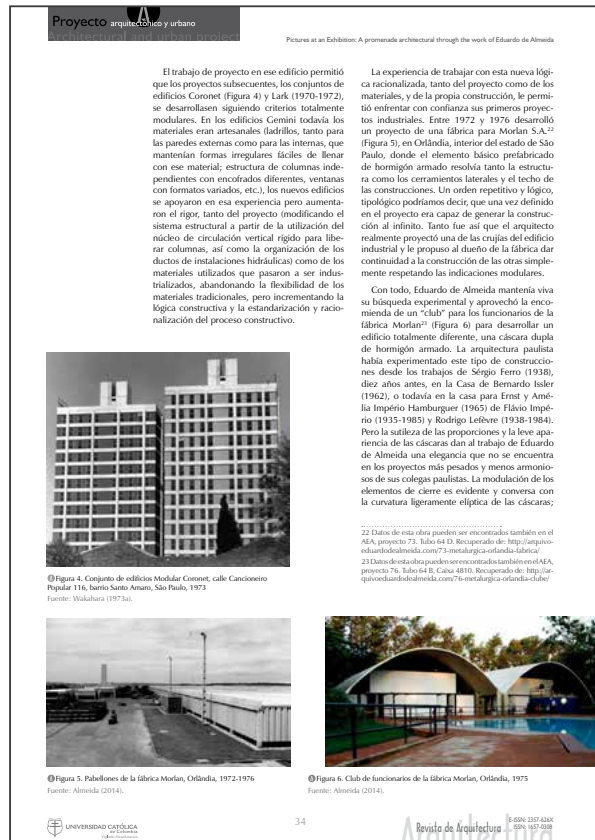 Proyecto arquitectónico y urbano
Architectural and urban project
Pictures at an Exhibition: A promenade architectural through the work of Eduardo de Almeida
El trabajo de proyecto en ese edificio permitió
que los proyectos subsecuentes, los conjuntos de
edificios Coronet (Figura 4) y Lark (1970-1972),
se desarrollasen siguiendo criterios totalmente
modulares. En los edificios Gemini todavía los
materiales eran artesanales (ladrillos, tanto para
las paredes externas como para las internas, que
mantenían formas irregulares fáciles de llenar
con ese material; estructura de columnas inde-
pendientes con encofrados diferentes, ventanas
con formatos variados, etc.), los nuevos edificios
se apoyaron en esa experiencia pero aumenta-
ron el rigor, tanto del proyecto (modificando el
sistema estructural a partir de la utilización del
núcleo de circulación vertical rígido para libe-
rar columnas, así como la organización de los
ductos de instalaciones hidráulicas) como de los
materiales utilizados que pasaron a ser indus-
trializados, abandonando la flexibilidad de los
materiales tradicionales, pero incrementando la
lógica constructiva y la estandarización y racio-
nalización del proceso constructivo.
La experiencia de trabajar con esta nueva lógi-
ca racionalizada, tanto del proyecto como de los
materiales, y de la propia construcción, le permi-
tió enfrentar con confianza sus primeros proyec-
tos industriales. Entre 1972 y 1976 desarrolló
un proyecto de una fábrica para Morlan S.A.22
(Figura 5), en Orlândia, interior del estado de São
Paulo, donde el elemento básico prefabricado
de hormigón armado resolvía tanto la estructu-
ra como los cerramientos laterales y el techo de
las construcciones. Un orden repetitivo y lógico,
tipológico podríamos decir, que una vez definido
en el proyecto era capaz de generar la construc-
ción al infinito. Tanto fue así que el arquitecto
realmente proyectó una de las crujías del edificio
industrial y le propuso al dueño de la fábrica dar
continuidad a la construcción de las otras simple-
mente respetando las indicaciones modulares.
Con todo, Eduardo de Almeida mantenía viva
su búsqueda experimental y aprovechó la enco-
mienda de un “club” para los funcionarios de la
fábrica Morlan23 (Figura 6) para desarrollar un
edificio totalmente diferente, una cáscara dupla
de hormigón armado. La arquitectura paulista
había experimentado este tipo de construccio-
nes desde los trabajos de Sérgio Ferro (1938),
diez años antes, en la Casa de Bernardo Issler
(1962), o todavía en la casa para Ernst y Amé-
lia Império Hamburguer (1965) de Flávio Impé-
rio (1935-1985) y Rodrigo Lefèvre (1938-1984).
Pero la sutileza de las proporciones y la leve apa-
riencia de las cáscaras dan al trabajo de Eduardo
de Almeida una elegancia que no se encuentra
en los proyectos más pesados y menos armonio-
sos de sus colegas paulistas. La modulación de los
elementos de cierre es evidente y conversa con
la curvatura ligeramente elíptica de las cáscaras;
22 Datos de esta obra pueden ser encontrados también en el
AEA, proyecto 73. Tubo 64 D. Recuperado de: http://arquivo-
eduardodealmeida.com/73-metalurgica-orlandia-fabrica/
23 Datos de esta obra pueden ser encontrados también en el AEA,
proyecto 76. Tubo 64 B, Caixa 4810. Recuperado de: http://ar-
quivoeduardodealmeida.com/76-metalurgica-orlandia-clube/
Figura 4. Conjunto de edificios Modular Coronet, calle Cancioneiro
Popular 116, barrio Santo Amaro, São Paulo, 1973
Fuente: Wakahara (1973a).
Figura 5. Pabellones de la fábrica Morlan, Orlândia, 1972-1976
Fuente: Almeida (2014).
Figura 6. Club de funcionarios de la fábrica Morlan, Orlândia, 1975
Fuente: Almeida (2014).
UNIVERSIDAD CATÓLICA
de Colombia
34
Revista de Arquitectura
E-ISSN: 2357-626X
ISSN: 1657-0308